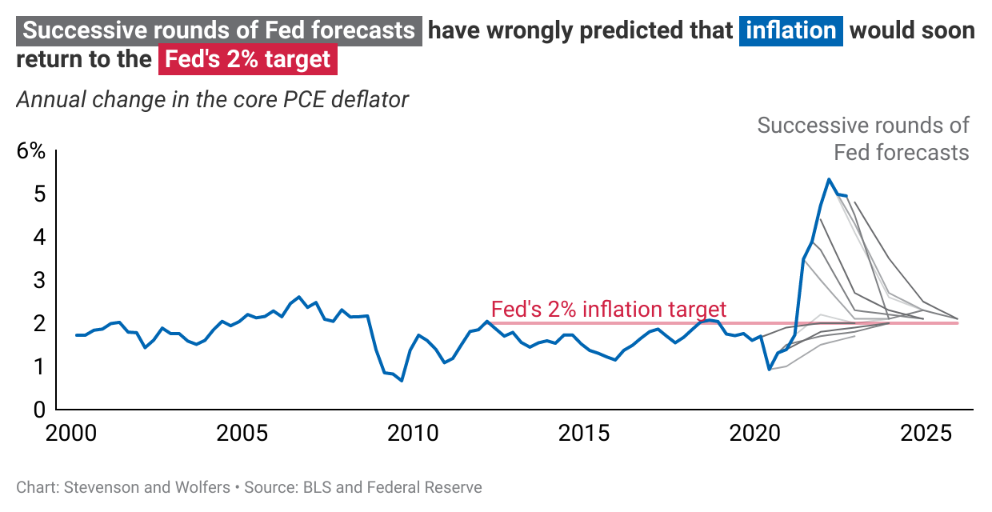 Successive rounds of Fed forecasts have wrongly predicted that inflation would soon
return to the Fed's 2% target
Annual change in the core PCE deflator
Successive rounds of
Fed forecasts
6%
5
4
3
Fed's 2% inflation target
2
1
0
2000 2005 2010 2015 2020 2025
Chart: Stevenson and Wolfers • Source: BLS and Federal Reserve